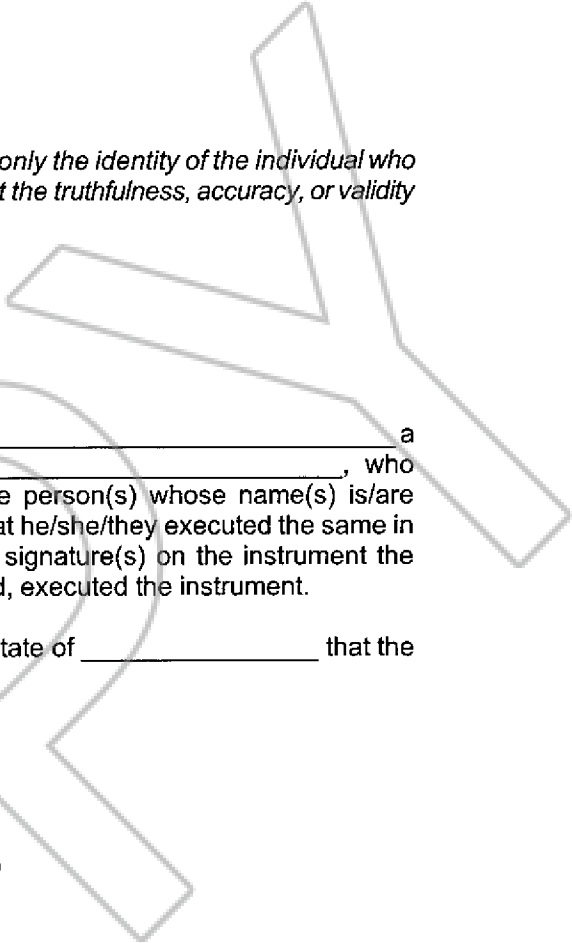 only the identity of the individual who
the truthfulness, accuracy, or validity
a
, who
person(s) whose name(s) is/are
at he/she/they executed the same in
signature(s) on the instrument the
, executed the instrument.
tate of ______________ that the
RY